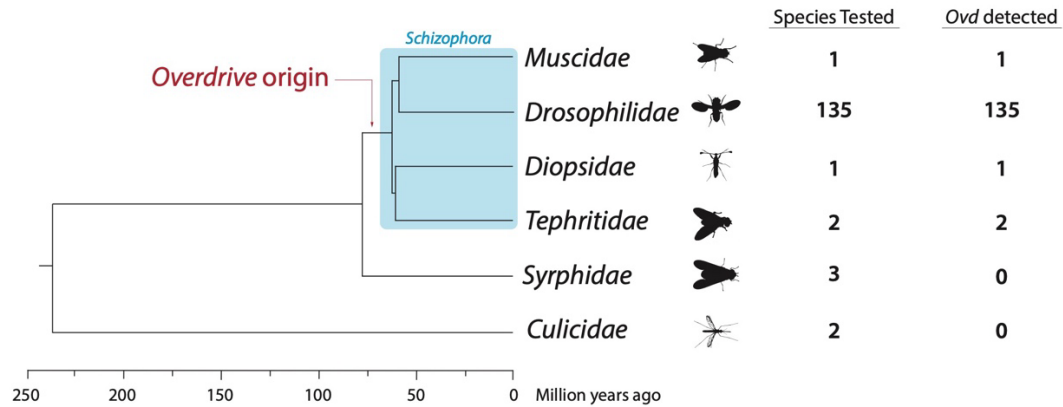 Species Tested Ovd detected
Schizophora
Overdrive origin
Muscidae 1 1
Drosophilidae 135 135
Diopsidae 1 1
Tephritidae 2 2
Syrphidae 3 0
Culicidae 2 0
250 200 150 100 50 0 Million years ago